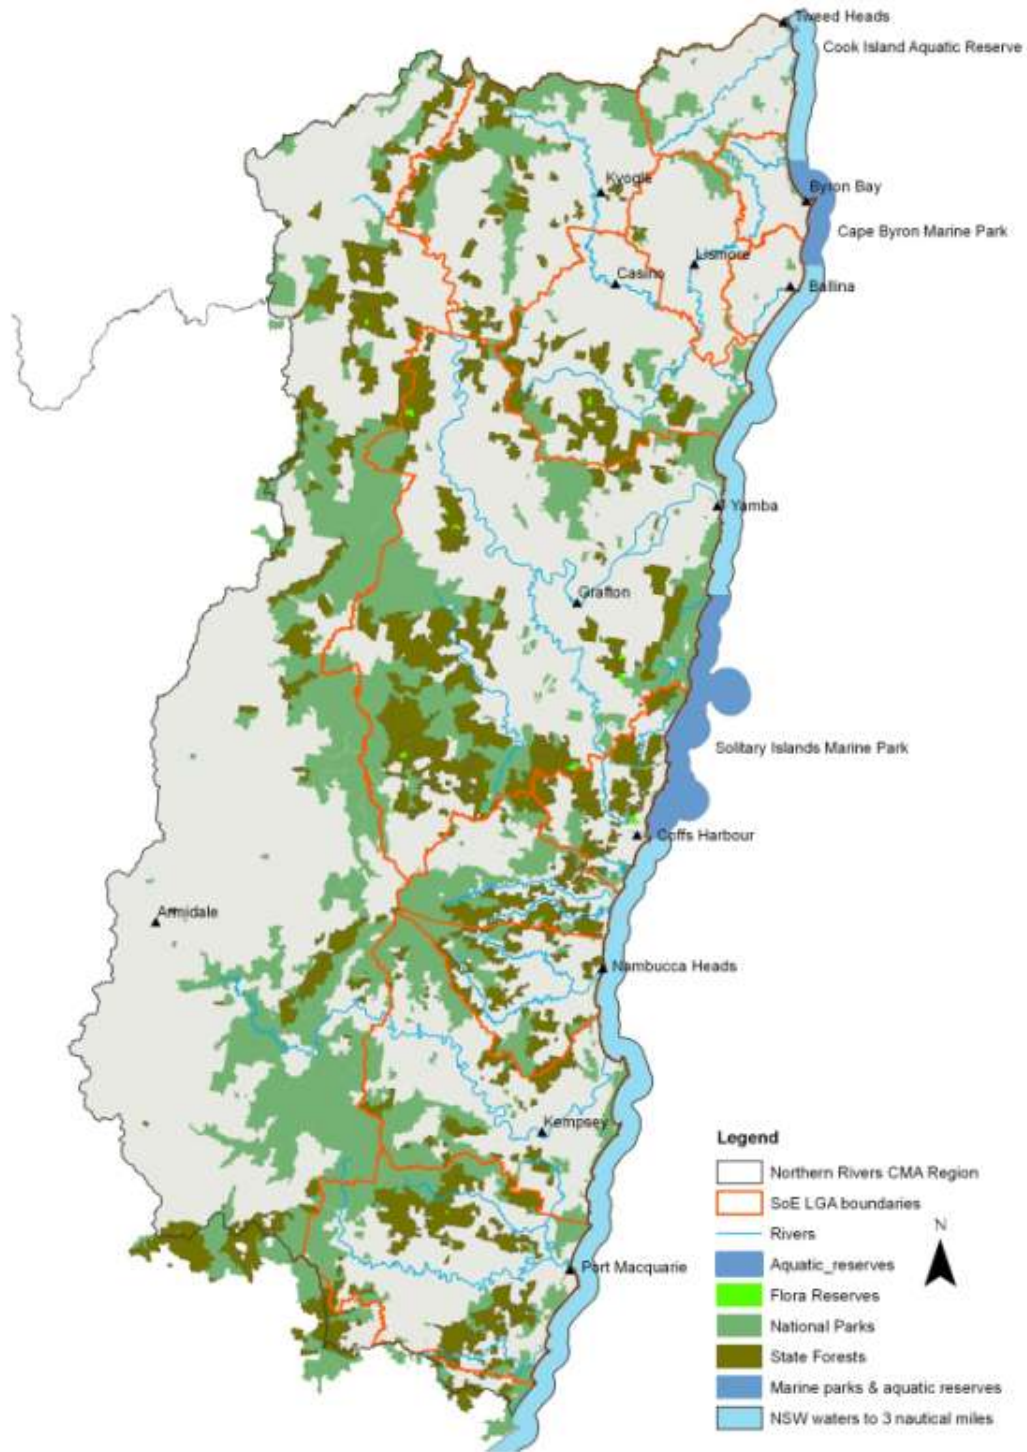 Tweed Heads
Cook Island Aquatic Reserve
Kyogle
Byron Bay
Cape Byron Marine Park
Lismore
Casino
Ballina
Yamba
Grafton
Solitary Islands Marine Park
Coffs Harbour
Armidale
Nambucca Heads
Kempsey
Port Macquarie
Legend
Northern Rivers CMA Region
SoE LGA boundaries
Rivers
Aquatic_reserves
Flora Reserves
National Parks
State Forests
Marine parks & aquatic reserves
NSW waters to 3 nautical miles
N